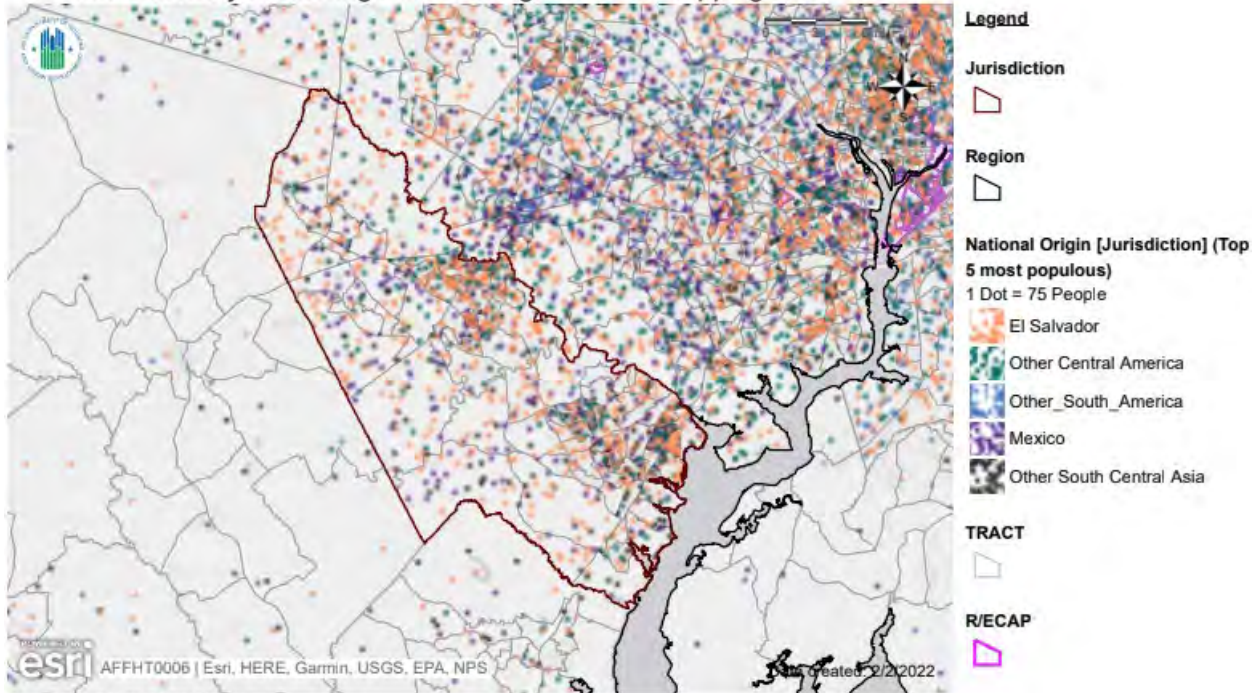 Legend
Jurisdiction
Region
National Origin [Jurisdiction] (Top
5 most populous)
1 Dot = 75 People
El Salvador
Other Central America
Other_South_America
Mexico
Other South Central Asia
TRACT
R/ECAP
N
W
E
S
esri
AFFHT0006 | Esri, HERE, Garmin, USGS, EPA, NPS
created: 2/2/2022